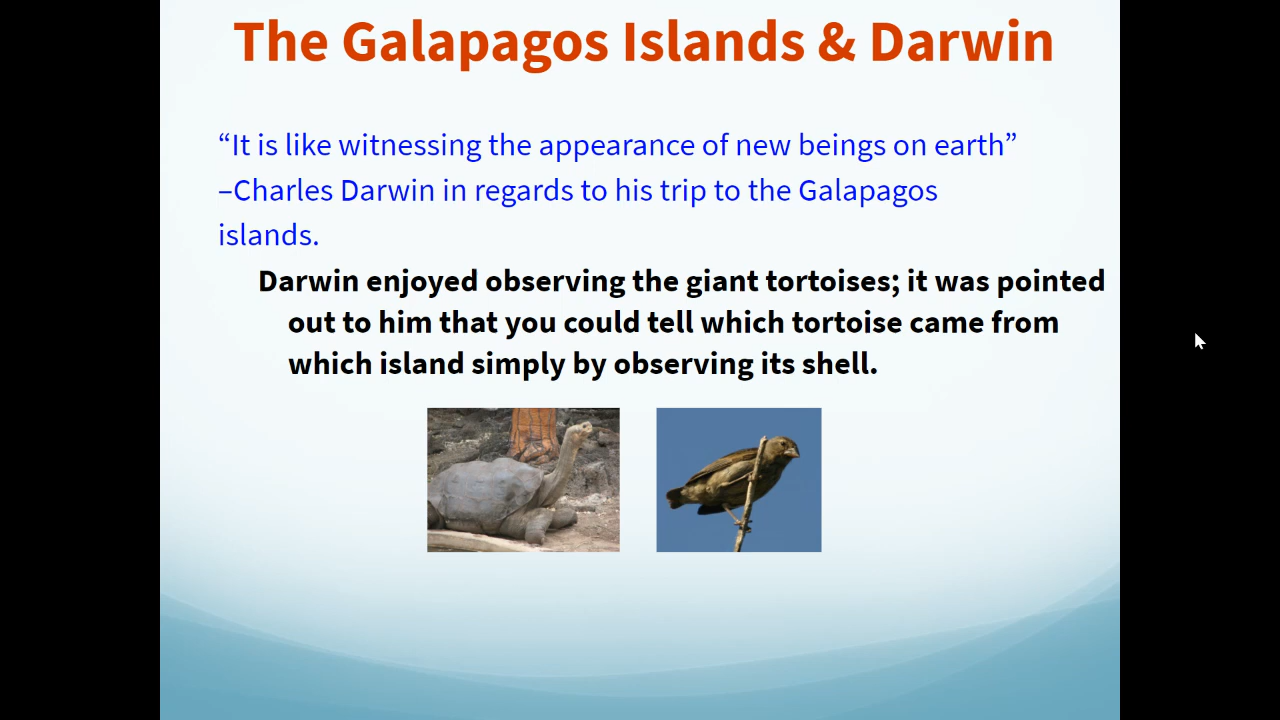 The Galapagos Islands & Darwin
“It is like witnessing the appearance of new beings on earth”
–Charles Darwin in regards to his trip to the Galapagos
islands.
Darwin enjoyed observing the giant tortoises; it was pointed
out to him that you could tell which tortoise came from
which island simply by observing its shell.